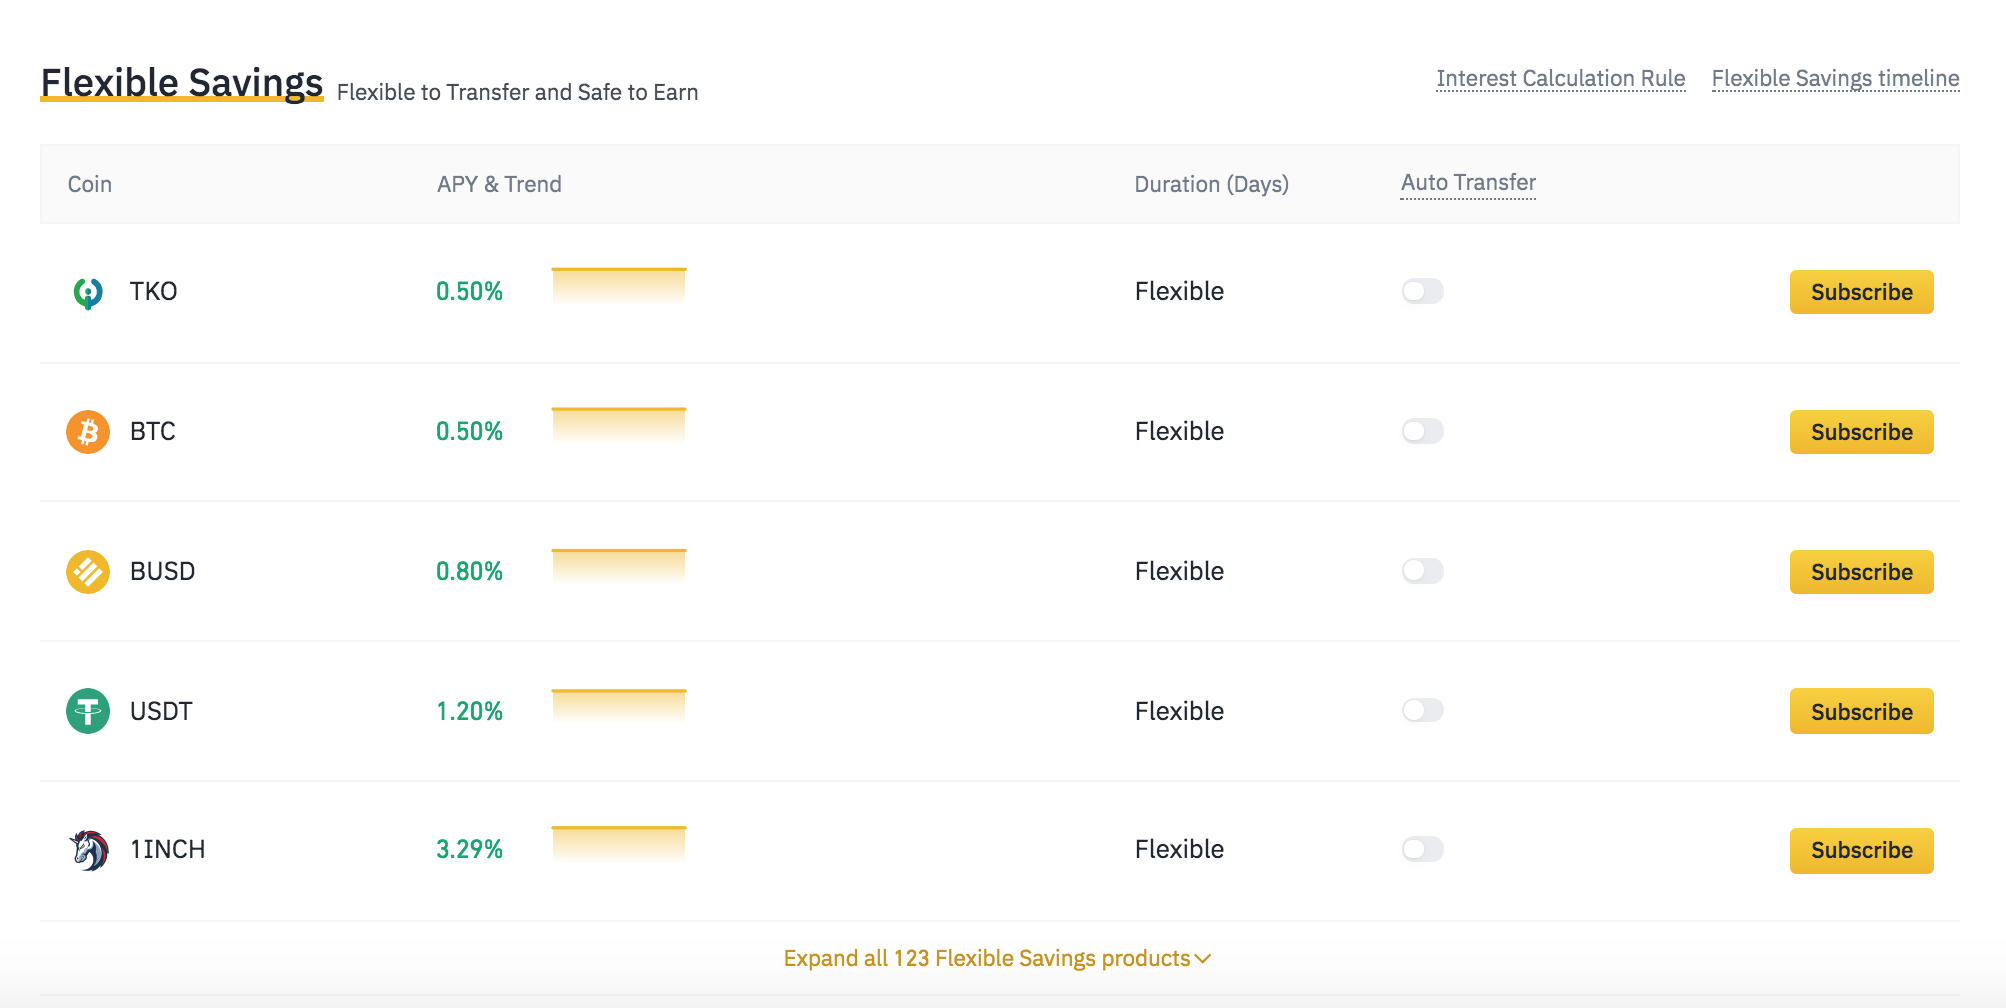 Flexible Savings Flexible to Transfer and Safe to Earn Interest Calculation Rule Flexible Savings timeline
Coin APY & Trend Duration (Days) Auto Transfer
TKO 0.50% Flexible Subscribe
BTC 0.50% Flexible Subscribe
BUSD 0.80% Flexible Subscribe
USDT 1.20% Flexible Subscribe
1INCH 3.29% Flexible Subscribe
Expand all 123 Flexible Savings products